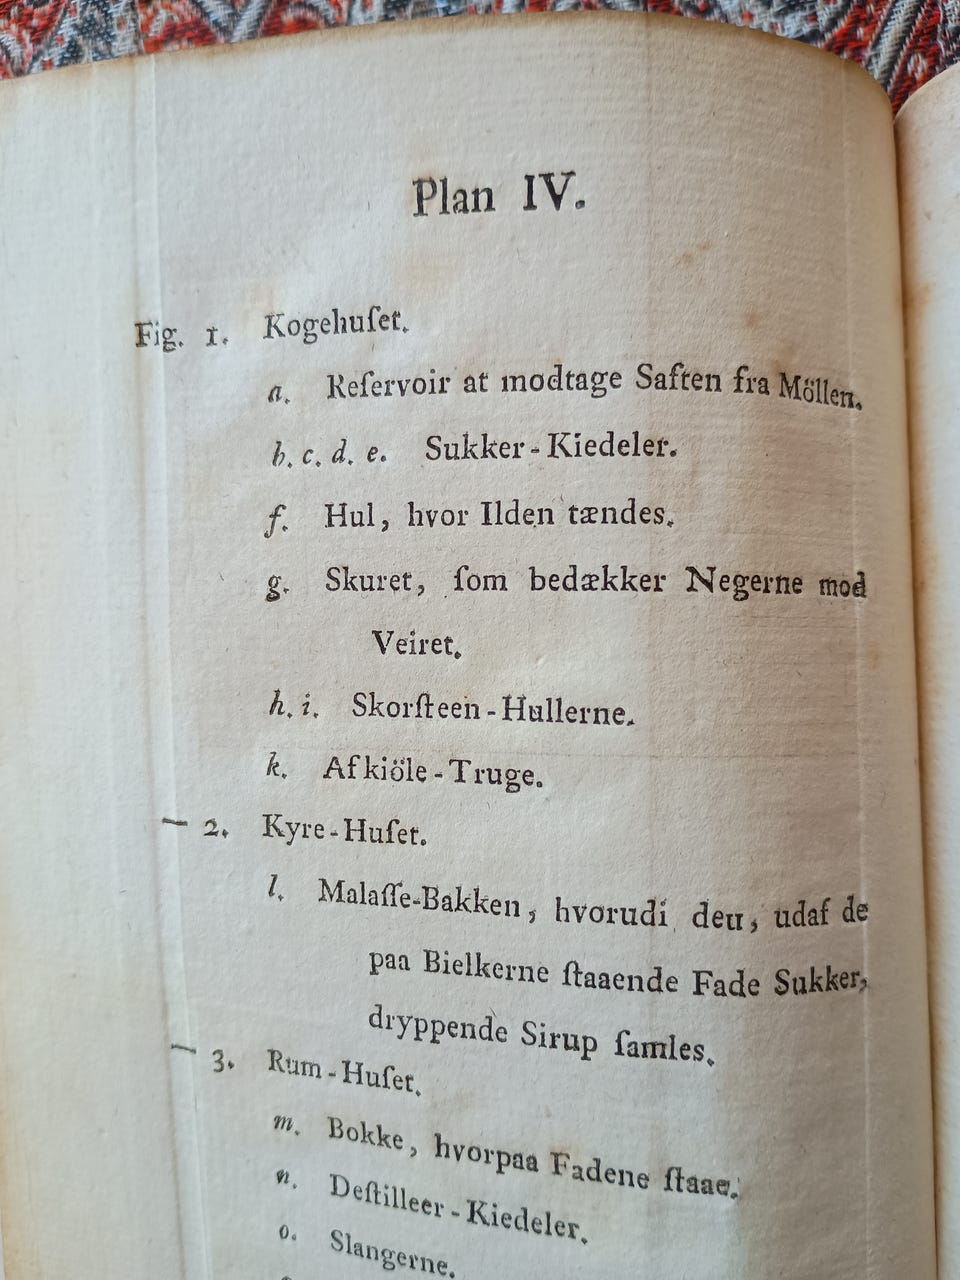 Plan IV.
Fig. 1. Kogehuſet.
a. Reſervoir at modtage Saften fra Möllen.
b. c. d. e. Sukker-Kiedeler.
f. Hul, hvor Ilden tændes.
g. Skuret, ſom bedækker Negerne mod
Veiret.
h. i. Skorſteen-Hullerne.
k. Afkiöle-Truge.
— 2. Kyre-Huſet.
l. Malaſſe-Bakken, hvorudi deu, udaf de
paa Bielkerne ſtaaende Fade Sukker,
dryppende Sirup ſamles.
— 3. Rum-Huſet.
m. Bokke, hvorpaa Fadene ſtaae.
n. Deſtilleer-Kiedeler.
o. Slangerne.